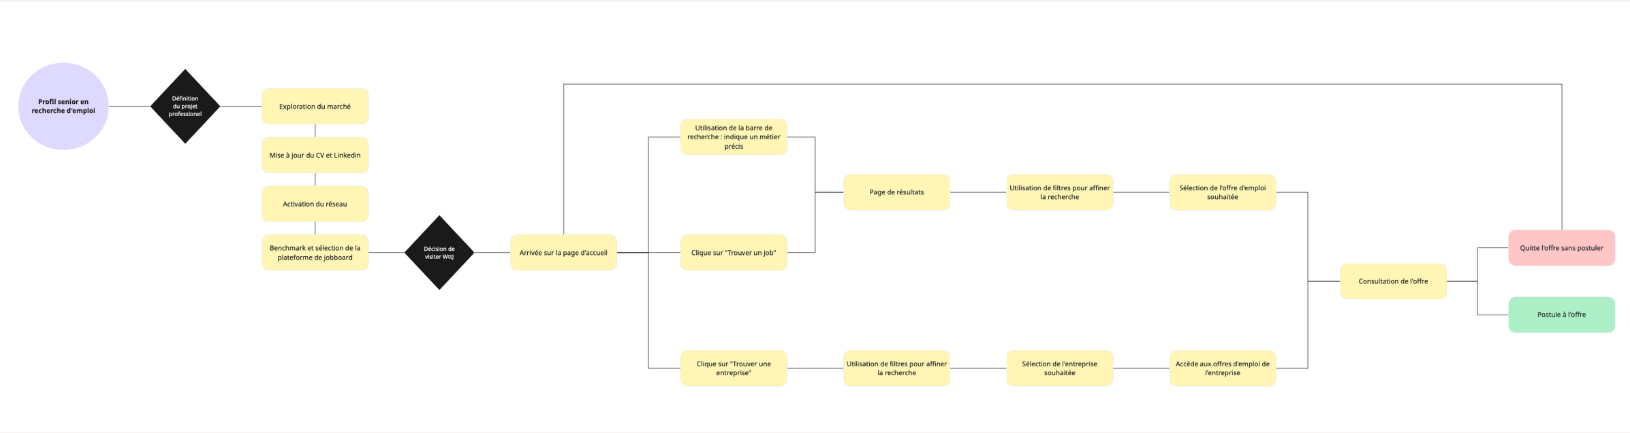 Profil senior en
recherche d'emploi
Définition
du projet
professionel
Exploration du marché
Mise à jour du CV et Linkedin
Activation du réseau
Benchmark et sélection de la
plateforme de jobboard
Décision de
visiter WttJ
Arrivée sur la page d'accueil
Utilisation de la barre de
recherche : indique un métier
précis
Clique sur "Trouver un job"
Page de résultats
Utilisation de filtres pour affiner
la recherche
Sélection de l'offre d'emploi
souhaitée
Clique sur "Trouver une
entreprise"
Utilisation de filtres pour affiner
la recherche
Sélection de l'entreprise
souhaitée
Accède aux offres d'emploi de
l'entreprise
Consultation de l'offre
Quitte l'offre sans postuler
Postule à l'offre